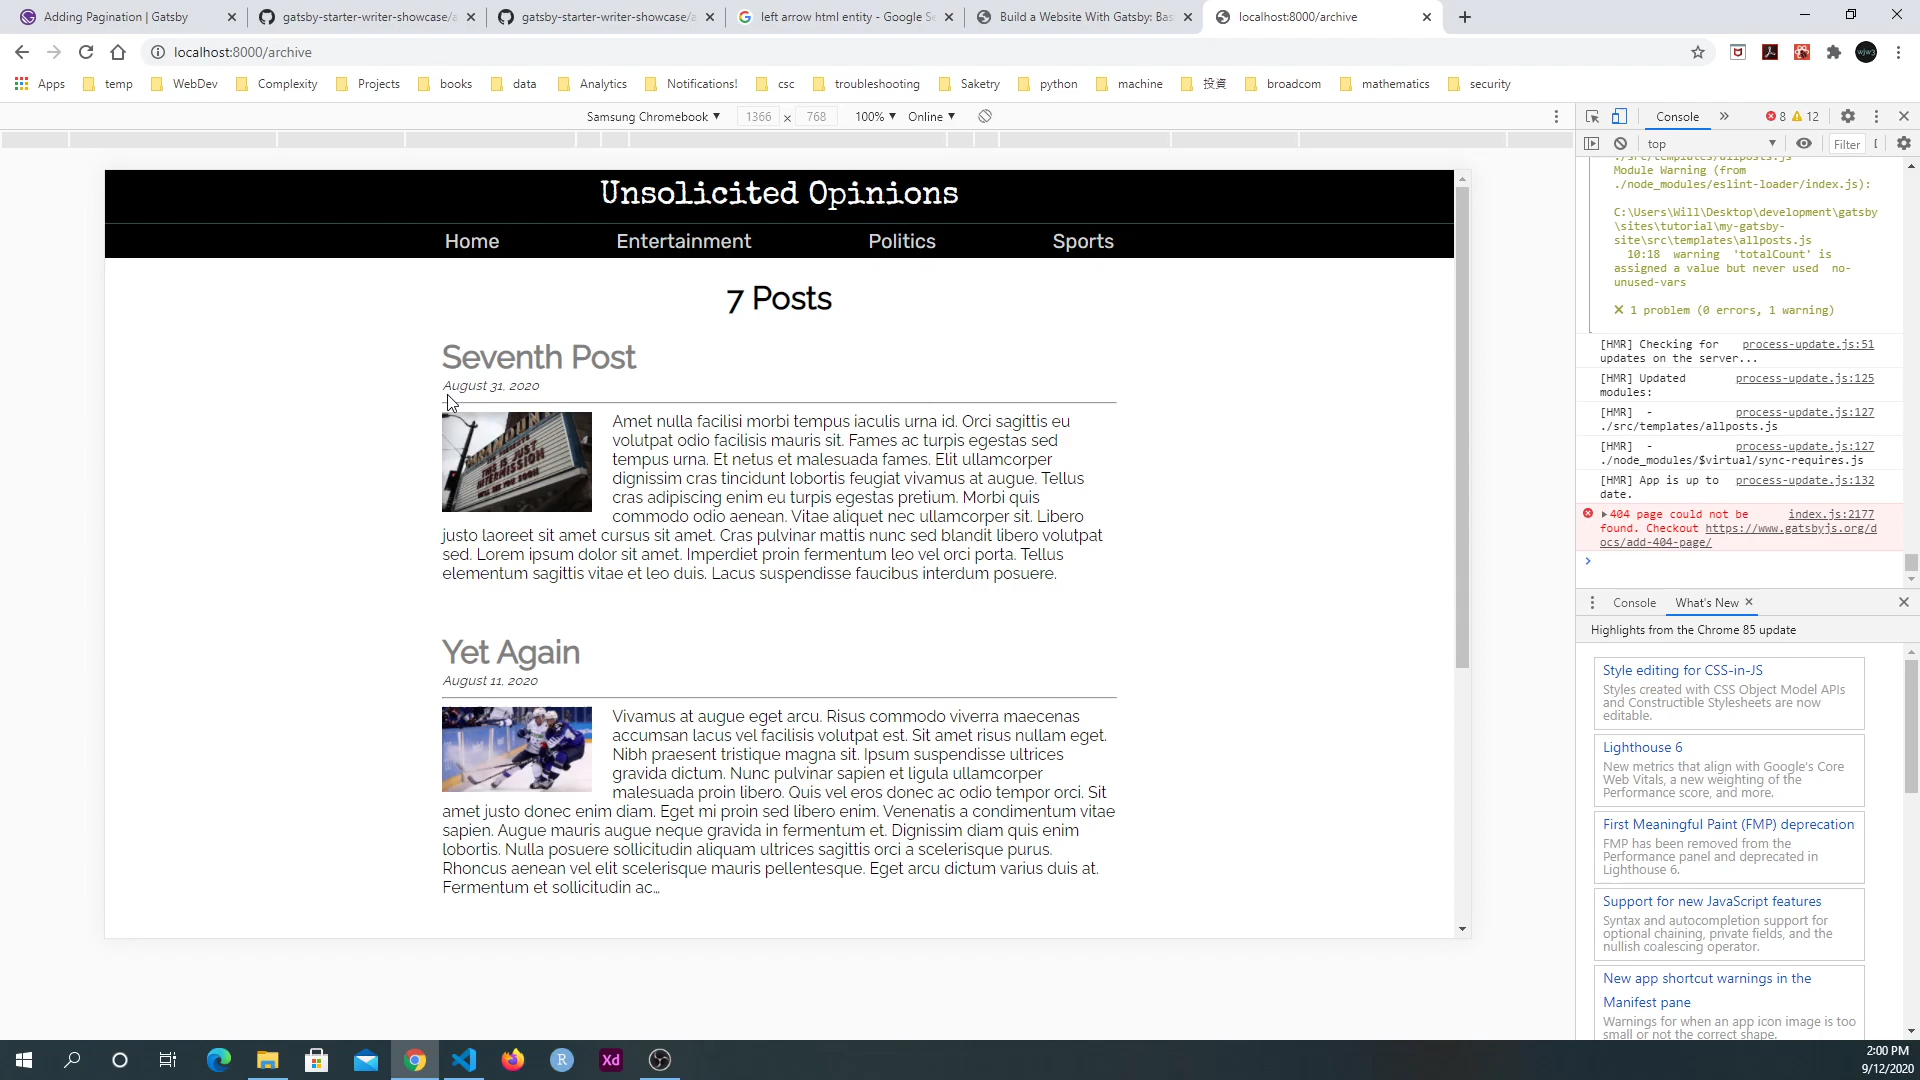 Adding Pagination | Gatsby
gatsby-starter-writer-showcase/a
gatsby-starter-writer-showcase/a
left arrow html entity - Google Se
Build a Website With Gatsby: Bas
localhost:8000/archive
localhost:8000/archive
Apps
temp
WebDev
Complexity
Projects
books
data
Analytics
Notifications!
csc
troubleshooting
Saketry
python
machine
投資
broadcom
mathematics
security
Samsung Chromebook
1366 x 768
100%
Online
Console
8
12
top
Filter
Unsolicited Opinions
Home
Entertainment
Politics
Sports
7 Posts
Seventh Post
August 31, 2020
THIS IS JUST
INTERMISSION
WILL SEE YOU SOON
Amet nulla facilisi morbi tempus iaculis urna id. Orci sagittis eu
volutpat odio facilisis mauris sit. Fames ac turpis egestas sed
tempus urna. Et netus et malesuada fames. Elit ullamcorper
dignissim cras tincidunt lobortis feugiat vivamus at augue. Tellus
cras adipiscing enim eu turpis egestas pretium. Morbi quis
commodo odio aenean. Vitae aliquet nec ullamcorper sit. Libero
justo laoreet sit amet cursus sit amet. Cras pulvinar mattis nunc sed blandit libero volutpat
sed. Lorem ipsum dolor sit amet. Imperdiet proin fermentum leo vel orci porta. Tellus
elementum sagittis vitae et leo duis. Lacus suspendisse faucibus interdum posuere.
Yet Again
August 11, 2020
Vivamus at augue eget arcu. Risus commodo viverra maecenas
accumsan lacus vel facilisis volutpat est. Sit amet risus nullam eget.
Nibh praesent tristique magna sit. Ipsum suspendisse ultrices
gravida dictum. Nunc pulvinar sapien et ligula ullamcorper
malesuada proin libero. Quis vel eros donec ac odio tempor orci. Sit
amet justo donec enim diam. Eget mi proin sed libero enim. Venenatis a condimentum vitae
sapien. Augue mauris augue neque gravida in fermentum et. Dignissim diam quis enim
lobortis. Nulla posuere sollicitudin aliquam ultrices sagittis orci a scelerisque purus.
Rhoncus aenean vel elit scelerisque mauris pellentesque. Eget arcu dictum varius duis at.
Fermentum et sollicitudin ac…
./src/templates/allposts.js
Module Warning (from
./node_modules/eslint-loader/index.js):
C:\Users\Will\Desktop\development\gatsby
\sites\tutorial\my-gatsby-
site\src\templates\allposts.js
10:18 warning 'totalCount' is
assigned a value but never used no-
unused-vars
✕ 1 problem (0 errors, 1 warning)
[HMR] Checking for process-update.js:51
updates on the server...
[HMR] Updated process-update.js:125
modules:
[HMR] - process-update.js:127
./src/templates/allposts.js
[HMR] - process-update.js:127
./node_modules/$virtual/sync-requires.js
[HMR] App is up to process-update.js:132
date.
404 page could not be index.js:2177
found. Checkout https://www.gatsbyjs.org/d
ocs/add-404-page/
Console
What's New
Highlights from the Chrome 85 update
Style editing for CSS-in-JS
Styles created with CSS Object Model APIs
and Constructible Stylesheets are now
editable.
Lighthouse 6
New metrics that align with Google's Core
Web Vitals, a new weighting of the
Performance score, and more.
First Meaningful Paint (FMP) deprecation
FMP has been removed from the
Performance panel and deprecated in
Lighthouse 6.
Support for new JavaScript features
Syntax and autocompletion support for
optional chaining, private fields, and the
nullish coalescing operator.
New app shortcut warnings in the
Manifest pane
Warnings for when an app icon image is too
small or not the correct shape.
R
Xd
2:00 PM
9/12/2020